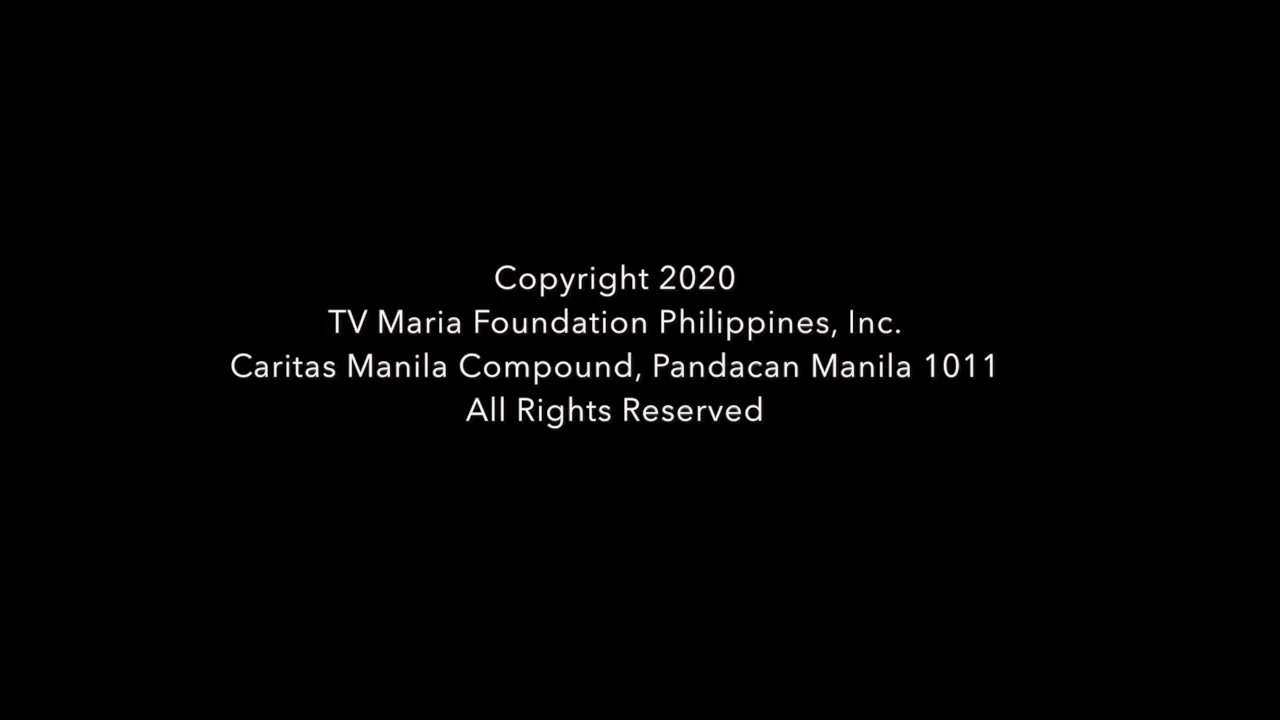 Copyright 2020
TV Maria Foundation Philippines, Inc.
Caritas Manila Compound, Pandacan Manila 1011
All Rights Reserved